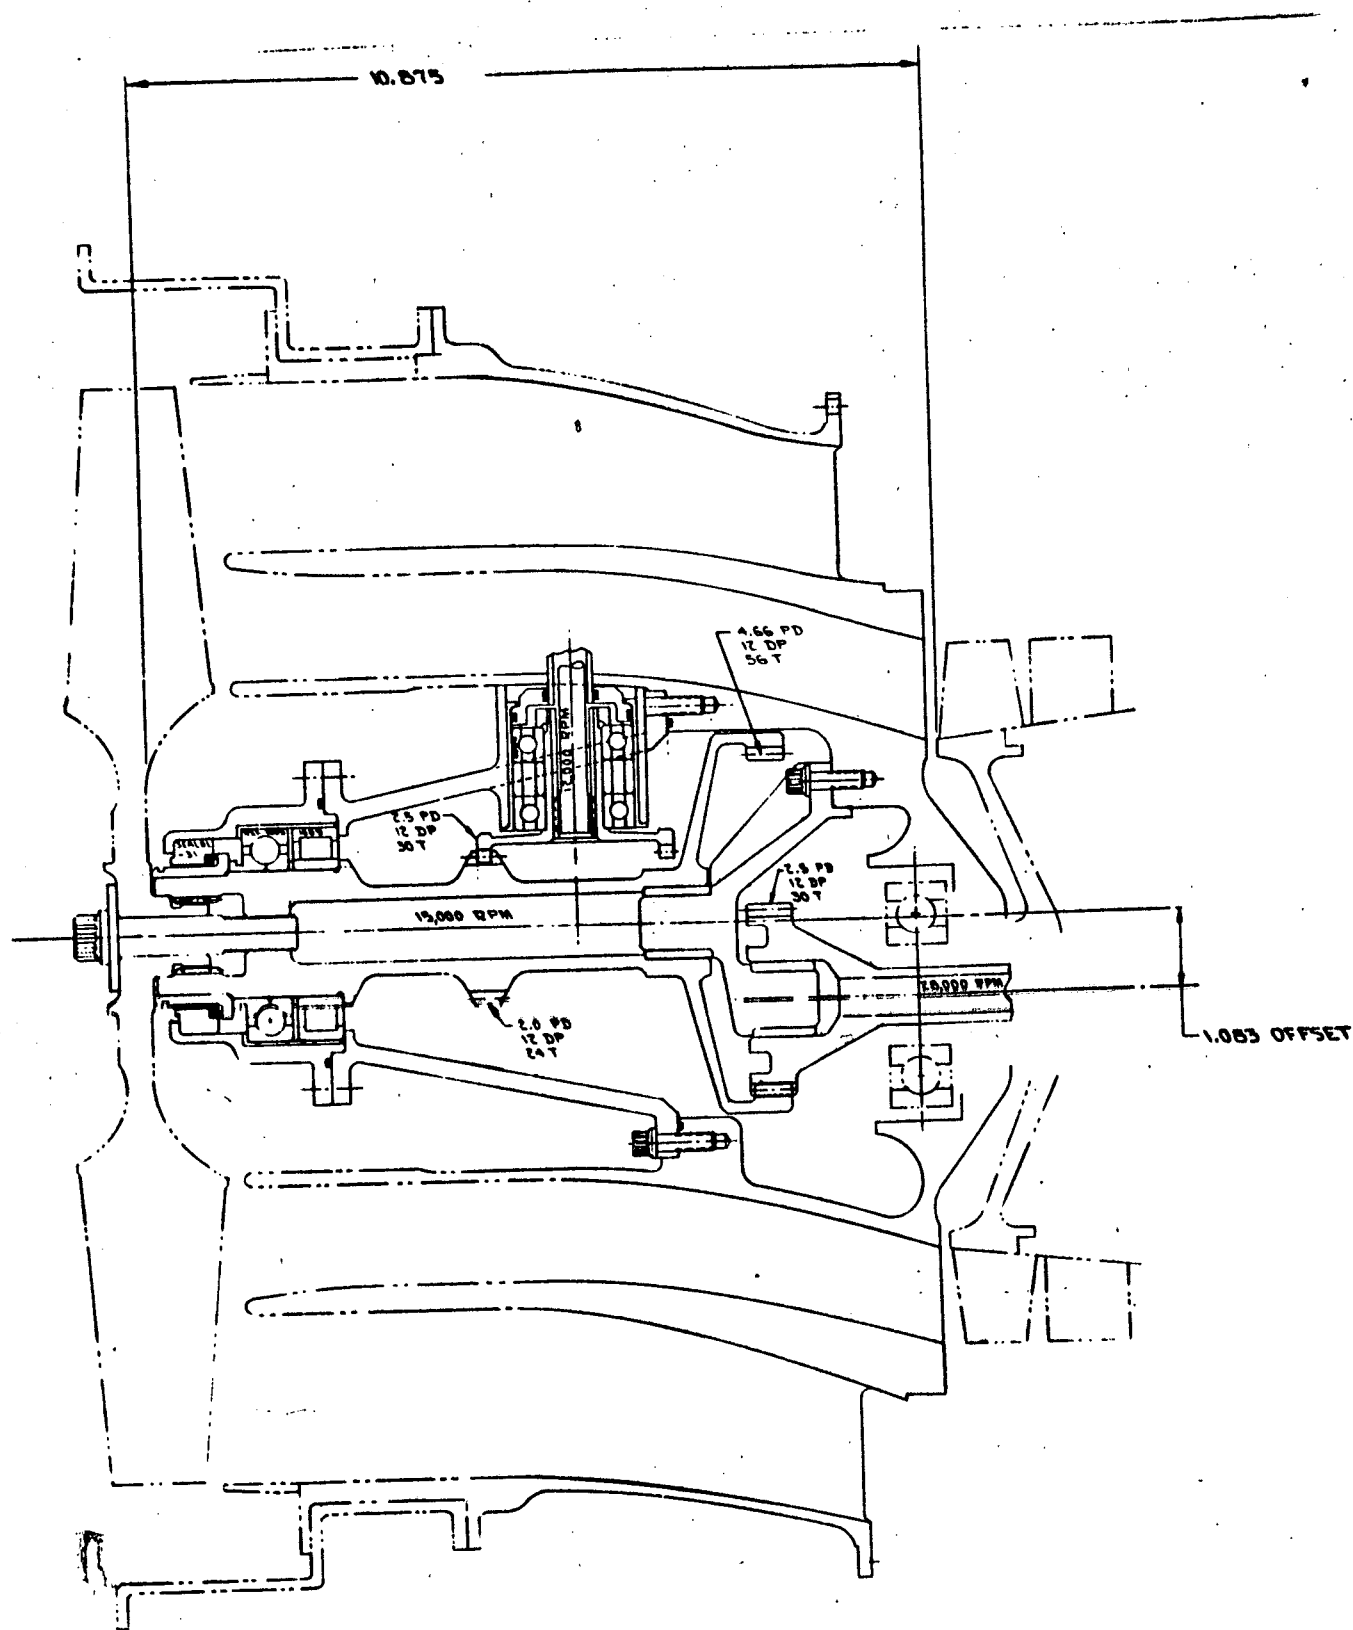 10.875
4.66 PD
12 DP
56 T
12,000 RPM
2.5 PD
12 DP
30 T
SEALOL
-31
2.5 PD
12 DP
30 T
15,000 RPM
28,000 RPM
2.0 PD
12 DP
24 T
1.083 OFFSET